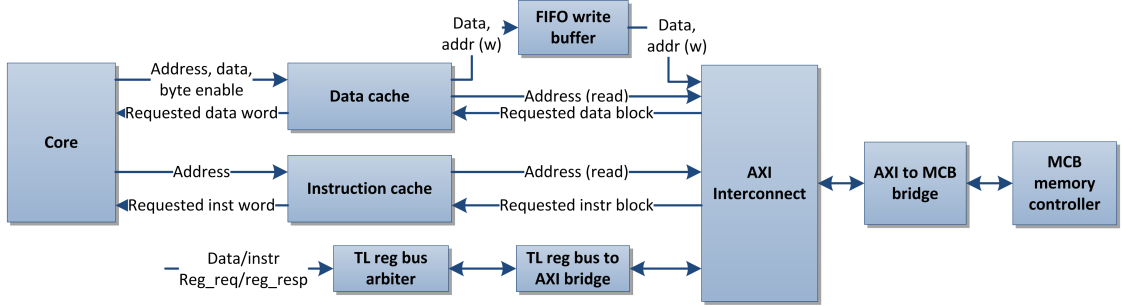 Data,
addr (w)
FIFO write
buffer
Data,
addr (w)
Core
Address, data,
byte enable
Requested data word
Data cache
Address (read)
Requested data block
Address
Requested inst word
Instruction cache
Address (read)
Requested instr block
AXI
Interconnect
AXI to MCB
bridge
MCB
memory
controller
Data/instr
Reg_req/reg_resp
TL reg bus
arbiter
TL reg bus to
AXI bridge